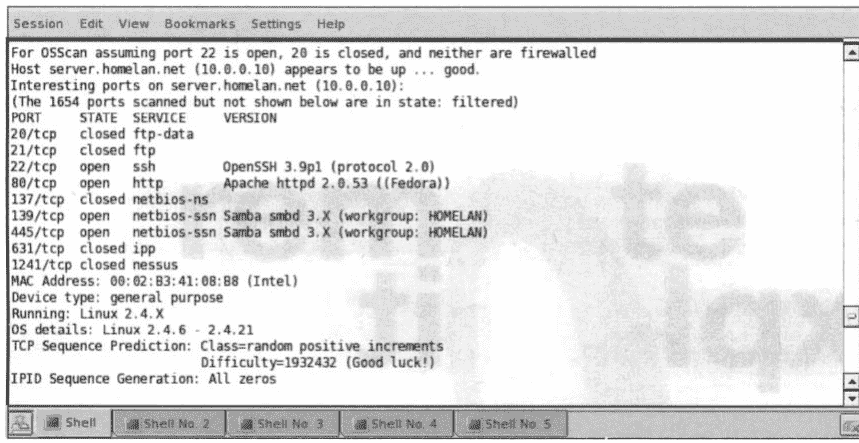 Session Edit View Bookmarks Settings Help
For OSScan assuming port 22 is open, 20 is closed, and neither are firewalled
Host server.homelan.net (10.0.0.10) appears to be up ... good.
Interesting ports on server.homelan.net (10.0.0.10):
(The 1654 ports scanned but not shown below are in state: filtered)
PORT     STATE  SERVICE     VERSION
20/tcp   closed ftp-data
21/tcp   closed ftp
22/tcp   open   ssh         OpenSSH 3.9p1 (protocol 2.0)
80/tcp   open   http        Apache httpd 2.0.53 ((Fedora))
137/tcp  closed netbios-ns
139/tcp  open   netbios-ssn Samba smbd 3.X (workgroup: HOMELAN)
445/tcp  open   netbios-ssn Samba smbd 3.X (workgroup: HOMELAN)
631/tcp  closed ipp
1241/tcp closed nessus
MAC Address: 00:02:B3:41:08:B8 (Intel)
Device type: general purpose
Running: Linux 2.4.X
OS details: Linux 2.4.6 - 2.4.21
TCP Sequence Prediction: Class=random positive increments
                         Difficulty=1932432 (Good luck!)
IPID Sequence Generation: All zeros
Shell Shell No. 2 Shell No. 3 Shell No. 4 Shell No. 5